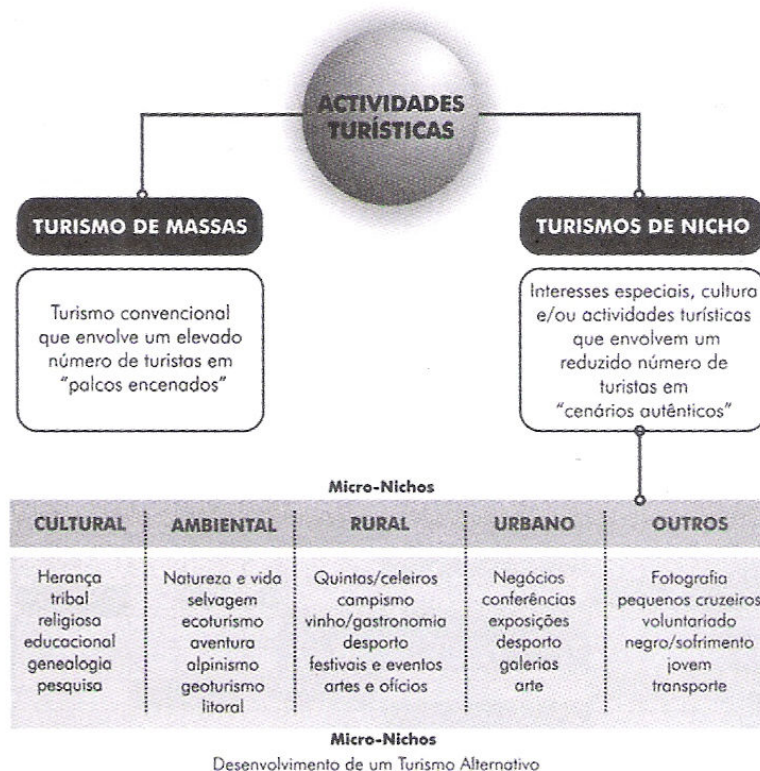 ACTIVIDADES
TURÍSTICAS
TURISMO DE MASSAS
Turismo convencional
que envolve um elevado
número de turistas em
"palcos encenados"
TURISMOS DE NICHO
Interesses especiais, cultura
e/ou actividades turísticas
que envolvem um
reduzido número de
turistas em
"cenários autênticos"
Micro-Nichos
CULTURAL
Herança
tribal
religiosa
educacional
genealogia
pesquisa
AMBIENTAL
Natureza e vida
selvagem
ecoturismo
aventura
alpinismo
geoturismo
litoral
RURAL
Quintas/celeiros
campismo
vinho/gastronomia
desporto
festivais e eventos
artes e ofícios
URBANO
Negócios
conferências
exposições
desporto
galerias
arte
OUTROS
Fotografia
pequenos cruzeiros
voluntariado
negro/sofrimento
jovem
transporte
Micro-Nichos
Desenvolvimento de um Turismo Alternativo